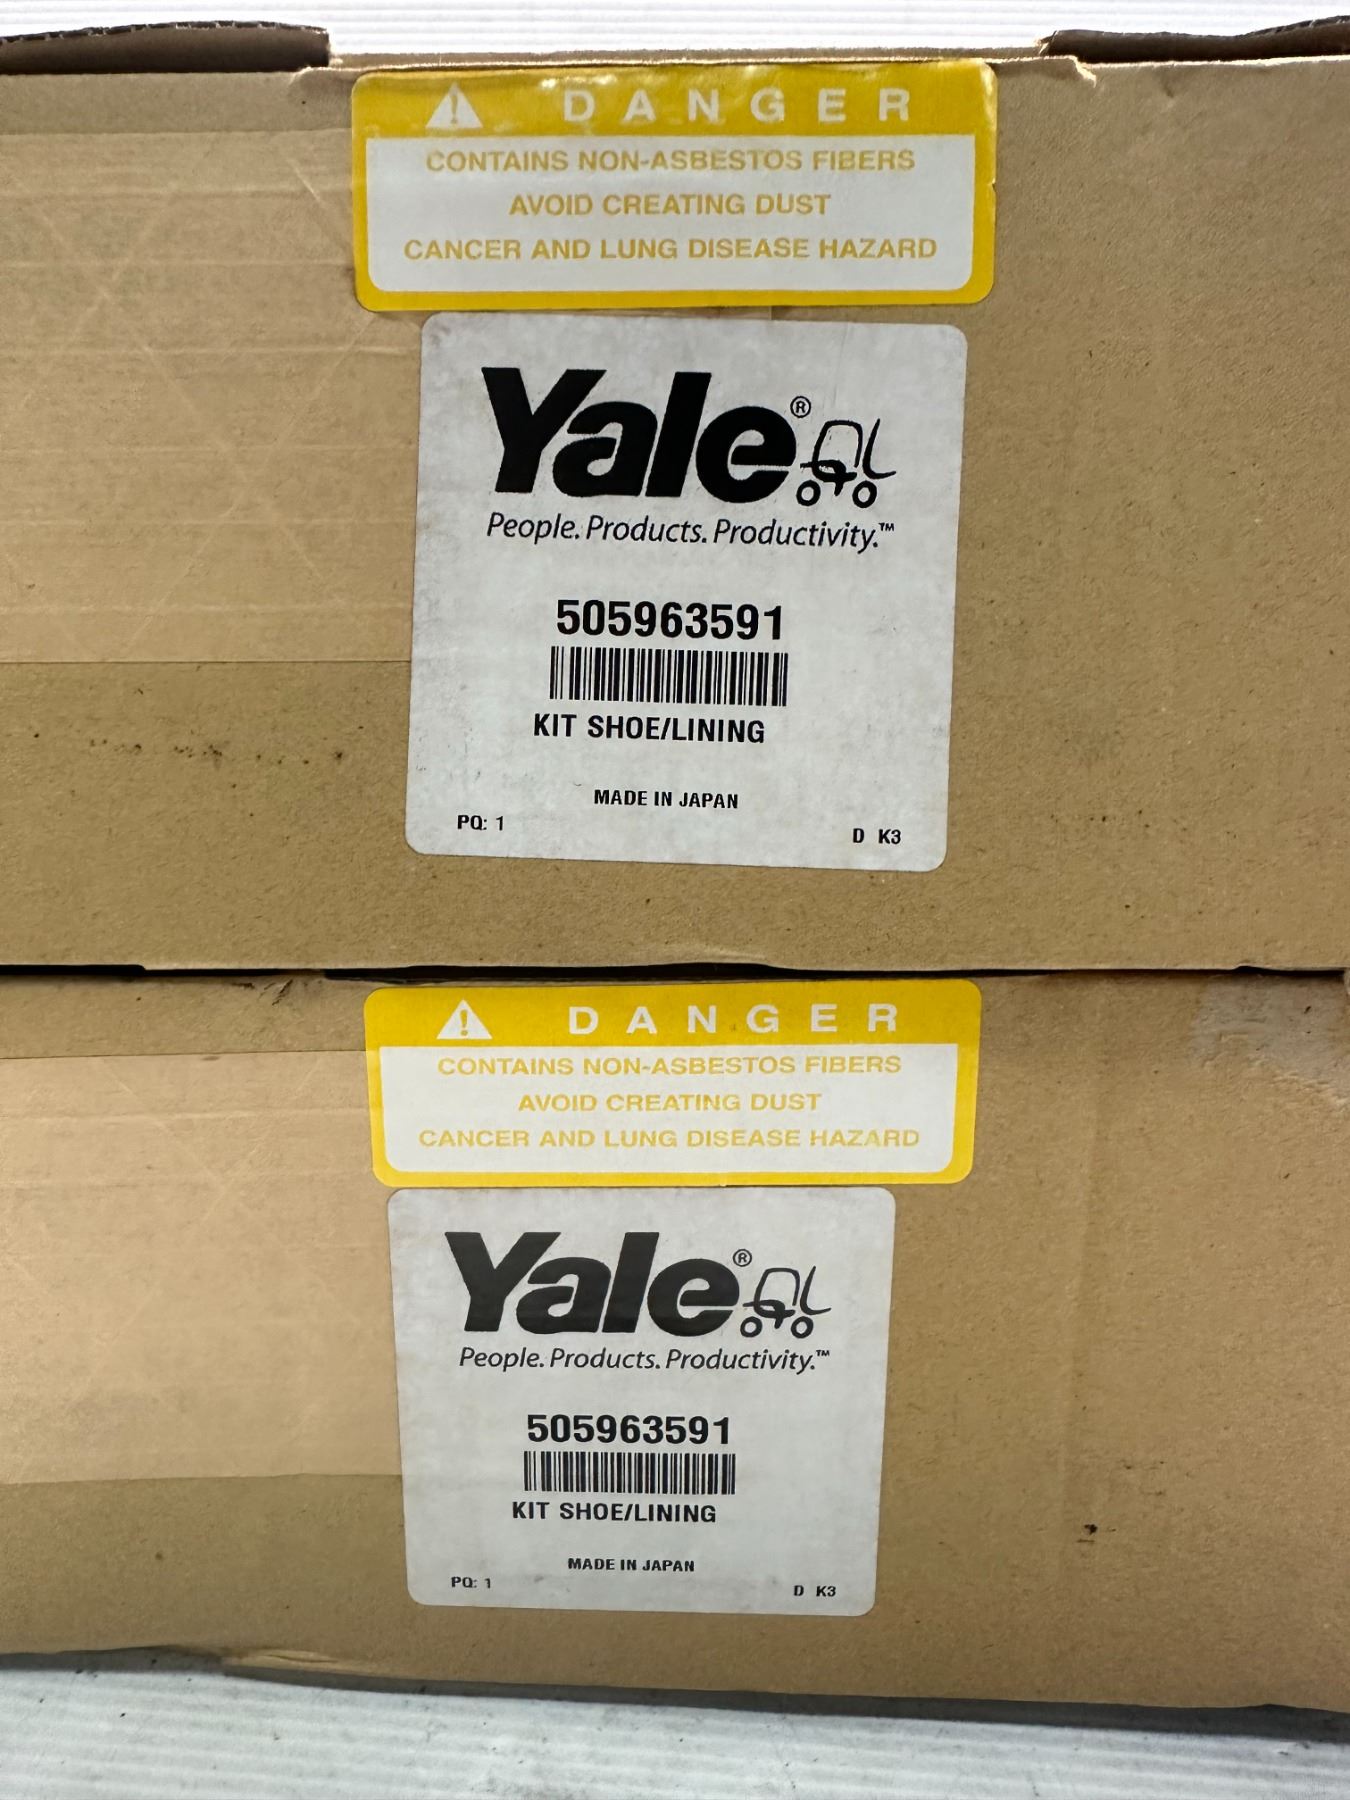 DANGER
CONTAINS NON-ASBESTOS FIBERS
AVOID CREATING DUST
CANCER AND LUNG DISEASE HAZARD
Yale®
People. Products. Productivity.™
505963591
KIT SHOE/LINING
MADE IN JAPAN
PQ: 1 D K3
DANGER
CONTAINS NON-ASBESTOS FIBERS
AVOID CREATING DUST
CANCER AND LUNG DISEASE HAZARD
Yale®
People. Products. Productivity.™
505963591
KIT SHOE/LINING
MADE IN JAPAN
PQ: 1 D K3